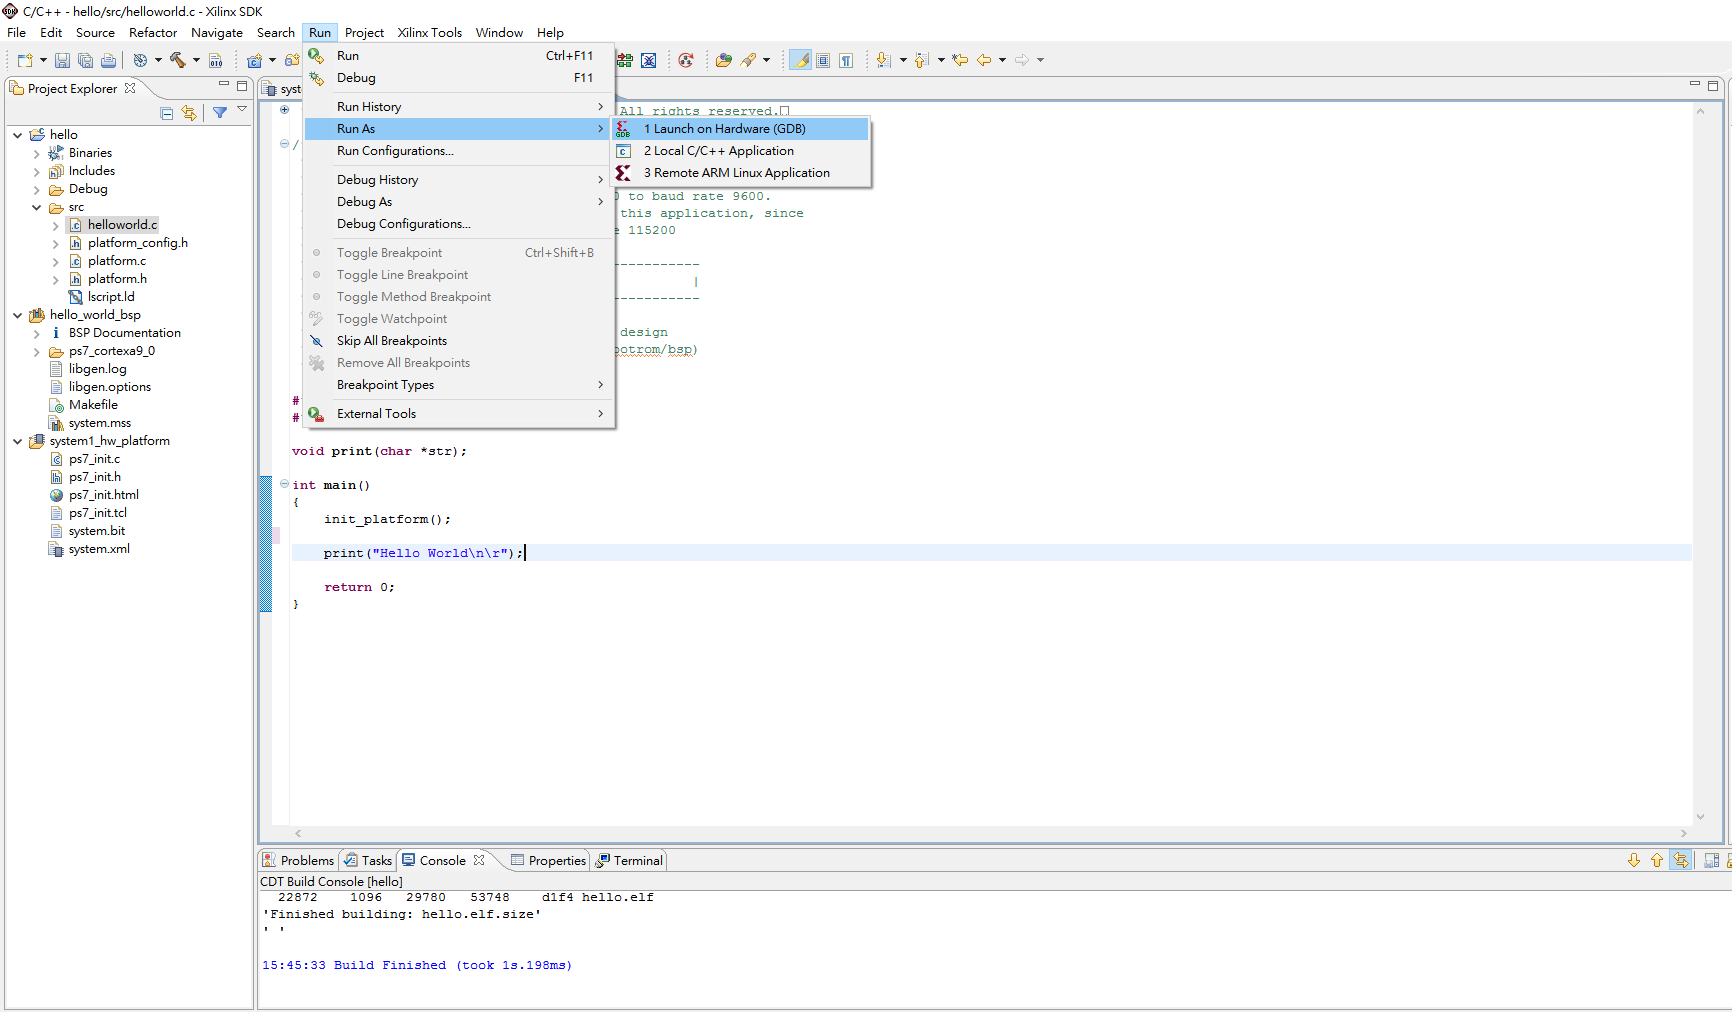 C/C++ - hello/src/helloworld.c - Xilinx SDK
File Edit Source Refactor Navigate Search Run Project Xilinx Tools Window Help
Project Explorer
hello
Binaries
Includes
Debug
src
helloworld.c
platform_config.h
platform.c
platform.h
lscript.ld
hello_world_bsp
BSP Documentation
ps7_cortexa9_0
libgen.log
libgen.options
Makefile
system.mss
system1_hw_platform
ps7_init.c
ps7_init.h
ps7_init.html
ps7_init.tcl
system.bit
system.xml
Run Ctrl+F11
Debug F11
Run History
Run As
Run Configurations...
Debug History
Debug As
Debug Configurations...
Toggle Breakpoint Ctrl+Shift+B
Toggle Line Breakpoint
Toggle Method Breakpoint
Toggle Watchpoint
Skip All Breakpoints
Remove All Breakpoints
Breakpoint Types
External Tools
1 Launch on Hardware (GDB)
2 Local C/C++ Application
3 Remote ARM Linux Application
syst
All rights reserved.
/
to baud rate 9600.
this application, since
115200
-----------
|
-----------
design
otrom/bsp)
#
#
void print(char *str);
int main()
{
init_platform();
print("Hello World\n\r");
return 0;
}
Problems Tasks Console Properties Terminal
CDT Build Console [hello]
22872 1096 29780 53748 d1f4 hello.elf
'Finished building: hello.elf.size'
' '
15:45:33 Build Finished (took 1s.198ms)